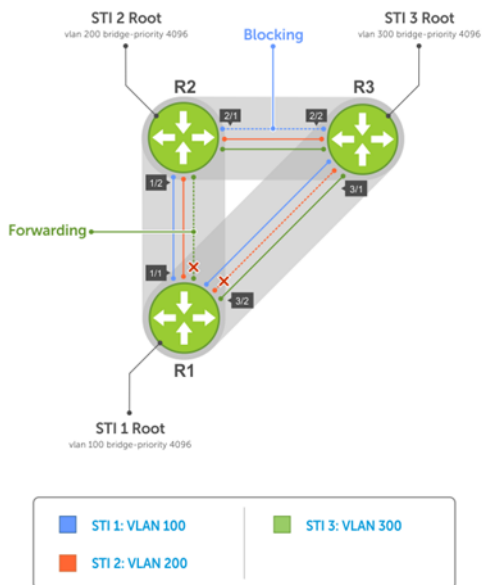 STI 2 Root
vlan 200 bridge-priority 4096
Blocking
STI 3 Root
vlan 300 bridge-priority 4096
R2
R3
2/1
2/2
1/2
3/1
Forwarding
1/1
3/2
R1
STI 1 Root
vlan 100 bridge-priority 4096
STI 1: VLAN 100
STI 3: VLAN 300
STI 2: VLAN 200